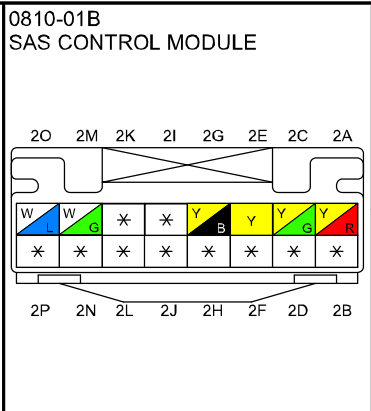 0810-01B
SAS CONTROL MODULE
2O 2M 2K 2I 2G 2E 2C 2A
W L W G * * Y B Y Y G Y R
* * * * * * * *
2P 2N 2L 2J 2H 2F 2D 2B